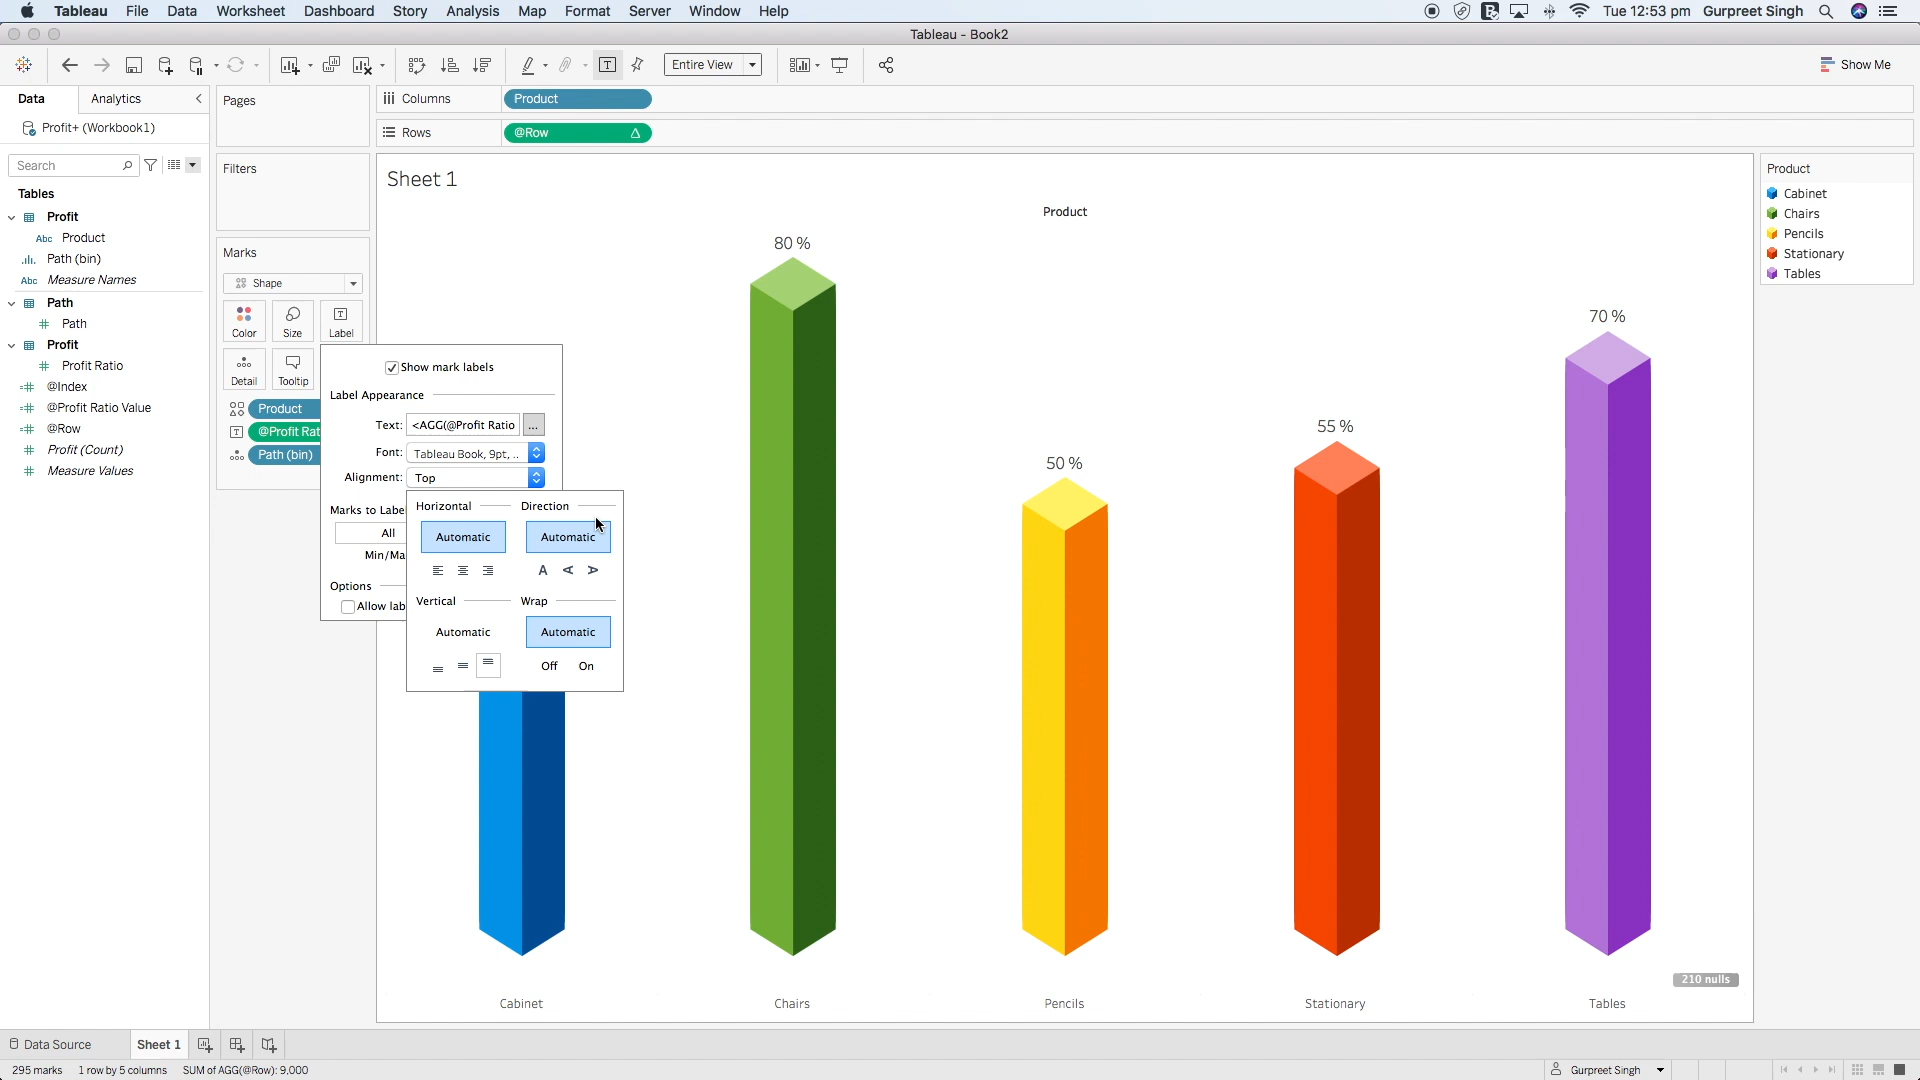 Tableau File Data Worksheet Dashboard Story Analysis Map Format Server Window Help Tue 12:53 pm Gurpreet Singh
Tableau - Book2
Entire View Show Me
Data Analytics
Profit+ (Workbook1)
Search
Tables
Profit
Abc Product
Path (bin)
Abc Measure Names
Path
# Path
Profit
# Profit Ratio
@Index
@Profit Ratio Value
@Row
Profit (Count)
Measure Values
Pages
Filters
Marks
Shape
Color Size Label
Detail Tooltip
Product
@Profit Rat
Path (bin)
Columns Product
Rows @Row
Sheet 1
Product
80 %
50 %
55 %
70 %
Cabinet Chairs Pencils Stationary Tables
210 nulls
Show mark labels
Label Appearance
Text: <AGG(@Profit Ratio ...
Font: Tableau Book, 9pt, ..
Alignment: Top
Marks to Label
All
Min/Ma
Options
Allow lab
Horizontal Direction
Automatic Automatic
A A A
Vertical Wrap
Automatic Automatic
Off On
Product
Cabinet
Chairs
Pencils
Stationary
Tables
Data Source Sheet 1
295 marks 1 row by 5 columns SUM of AGG(@Row): 9,000 Gurpreet Singh